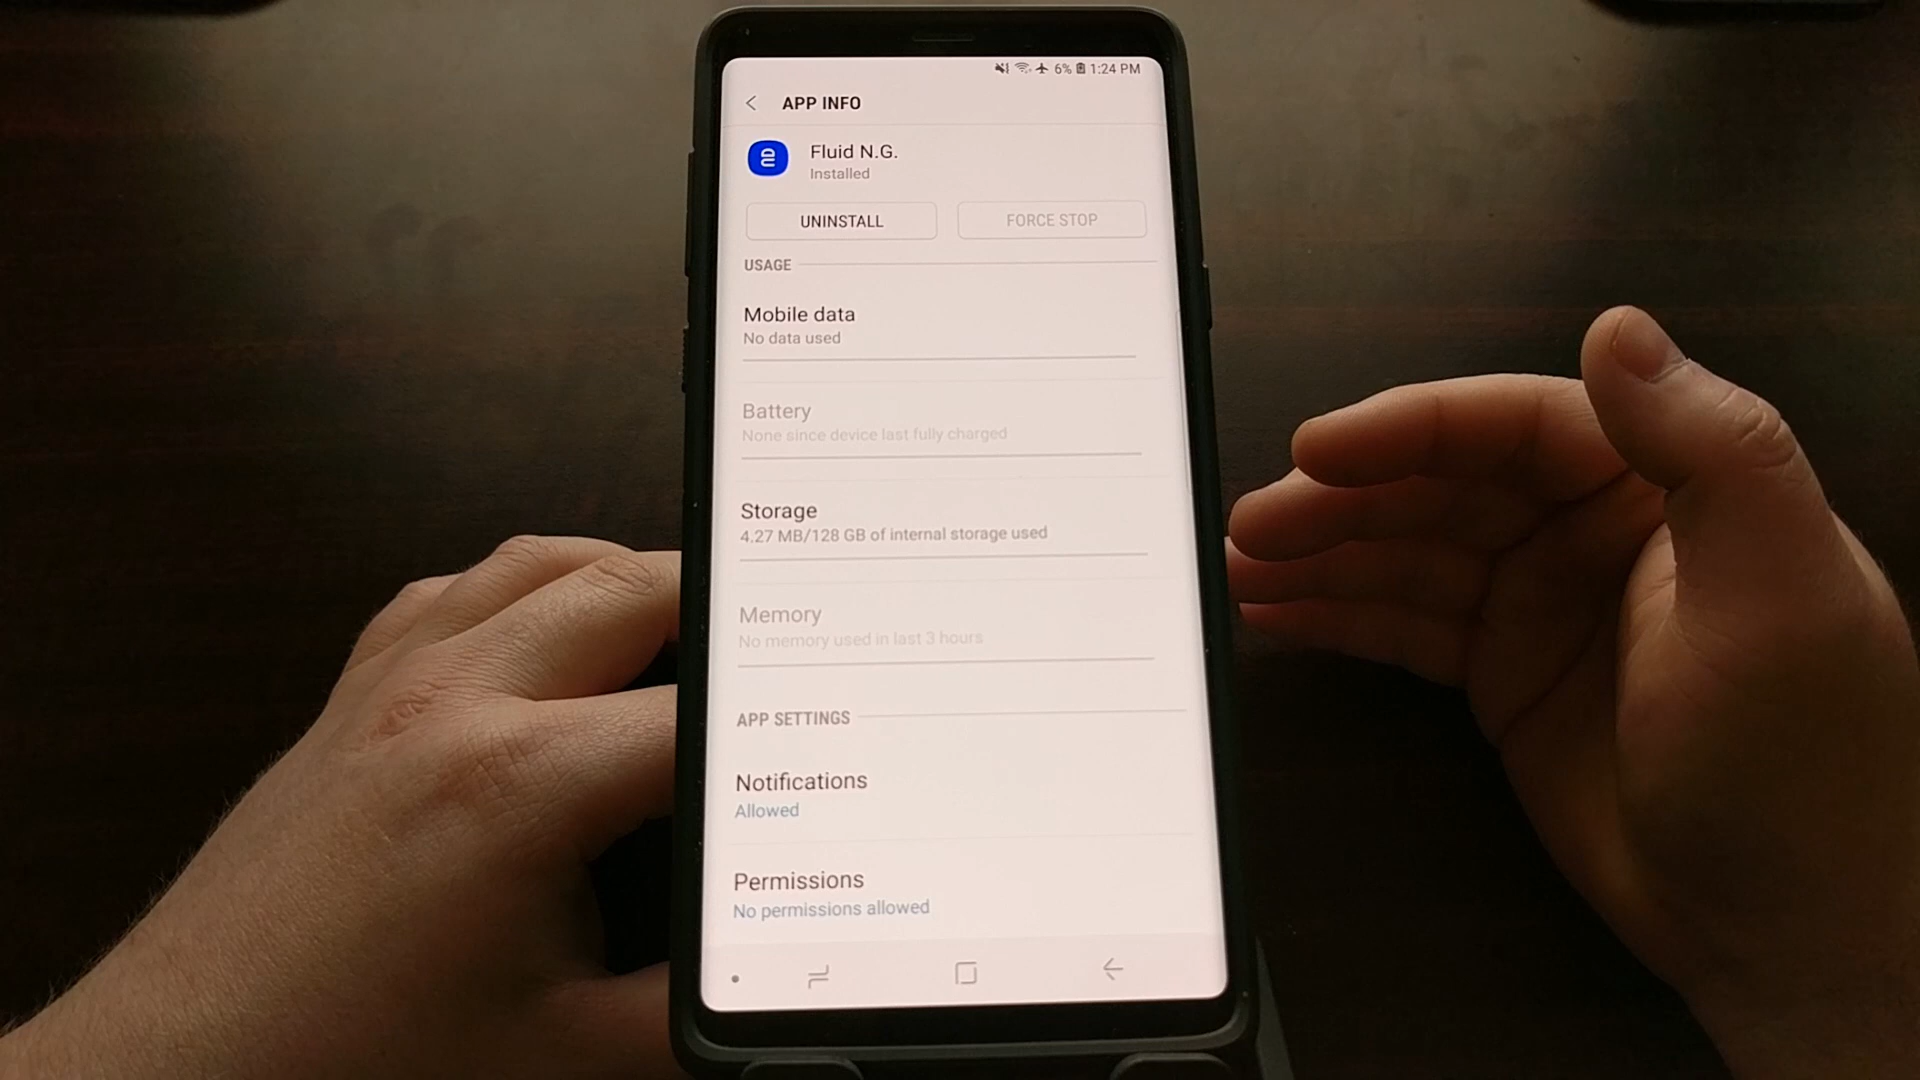 6% 1:24 PM
APP INFO
Fluid N.G.
Installed
UNINSTALL
FORCE STOP
USAGE
Mobile data
No data used
Battery
None since device last fully charged
Storage
4.27 MB/128 GB of internal storage used
Memory
No memory used in last 3 hours
APP SETTINGS
Notifications
Allowed
Permissions
No permissions allowed